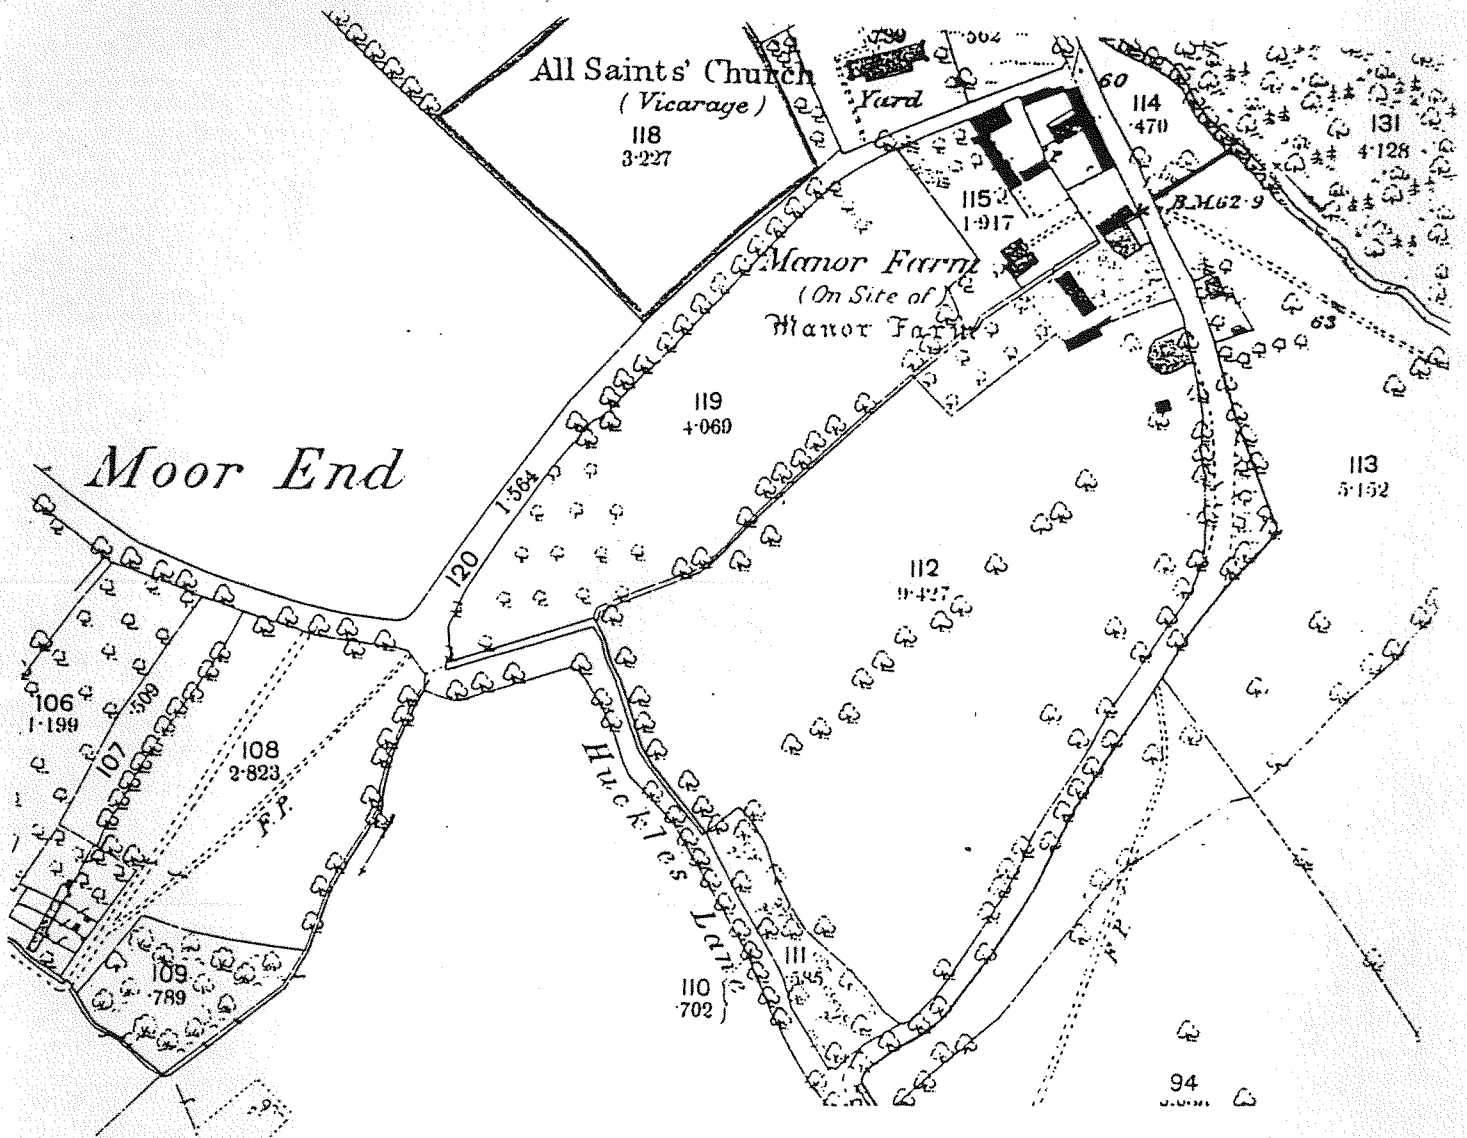 All Saints' Church
(Vicarage)
118
3·227
Yard
60
114
·470
131
4·128
B.M.62·9
115
1·917
Manor Farm
(On Site of)
Manor Farm
63
119
4·069
Moor End
1·564
120
113
5·152
112
9·427
106
1·199
·509
107
108
2·823
F.P.
Huckles Lane
109
·789
111
·585
110
·702
F.P.
94